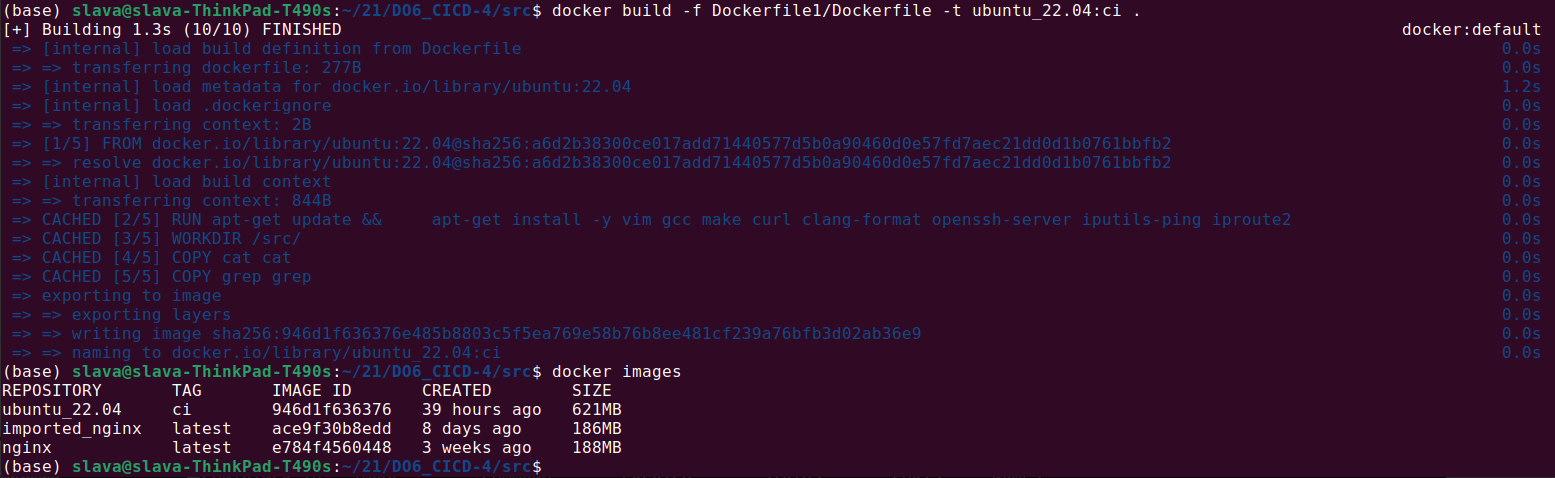 (base) slava@slava-ThinkPad-T490s:~/21/DO6_CICD-4/src$ docker build -f Dockerfile1/Dockerfile -t ubuntu_22.04:ci .
[+] Building 1.3s (10/10) FINISHED docker:default
=> [internal] load build definition from Dockerfile 0.0s
=> => transferring dockerfile: 277B 0.0s
=> [internal] load metadata for docker.io/library/ubuntu:22.04 1.2s
=> [internal] load .dockerignore 0.0s
=> => transferring context: 2B 0.0s
=> [1/5] FROM docker.io/library/ubuntu:22.04@sha256:a6d2b38300ce017add71440577d5b0a90460d0e57fd7aec21dd0d1b0761bbfb2 0.0s
=> => resolve docker.io/library/ubuntu:22.04@sha256:a6d2b38300ce017add71440577d5b0a90460d0e57fd7aec21dd0d1b0761bbfb2 0.0s
=> [internal] load build context 0.0s
=> => transferring context: 844B 0.0s
=> CACHED [2/5] RUN apt-get update &&     apt-get install -y vim gcc make curl clang-format openssh-server iputils-ping iproute2 0.0s
=> CACHED [3/5] WORKDIR /src/ 0.0s
=> CACHED [4/5] COPY cat cat 0.0s
=> CACHED [5/5] COPY grep grep 0.0s
=> exporting to image 0.0s
=> => exporting layers 0.0s
=> => writing image sha256:946d1f636376e485b8803c5f5ea769e58b76b8ee481cf239a76bfb3d02ab36e9 0.0s
=> => naming to docker.io/library/ubuntu_22.04:ci 0.0s
(base) slava@slava-ThinkPad-T490s:~/21/DO6_CICD-4/src$ docker images
REPOSITORY TAG IMAGE ID CREATED SIZE
ubuntu_22.04 ci 946d1f636376 39 hours ago 621MB
imported_nginx latest ace9f30b8edd 8 days ago 186MB
nginx latest e784f4560448 3 weeks ago 188MB
(base) slava@slava-ThinkPad-T490s:~/21/DO6_CICD-4/src$